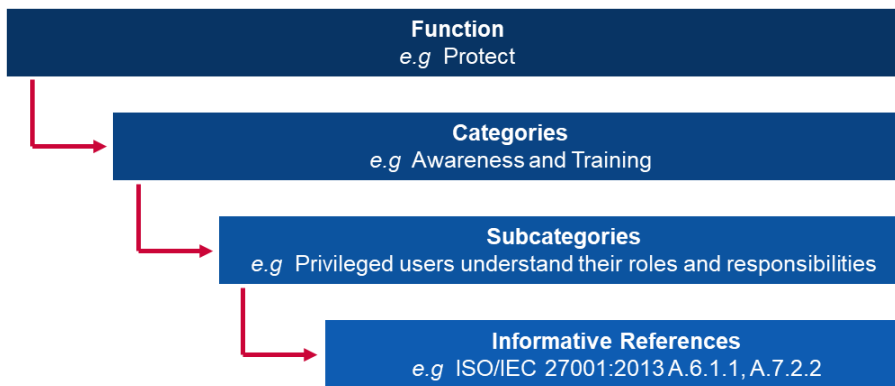 Function
e.g Protect
Categories
e.g Awareness and Training
Subcategories
e.g Privileged users understand their roles and responsibilities
Informative References
e.g ISO/IEC 27001:2013 A.6.1.1, A.7.2.2